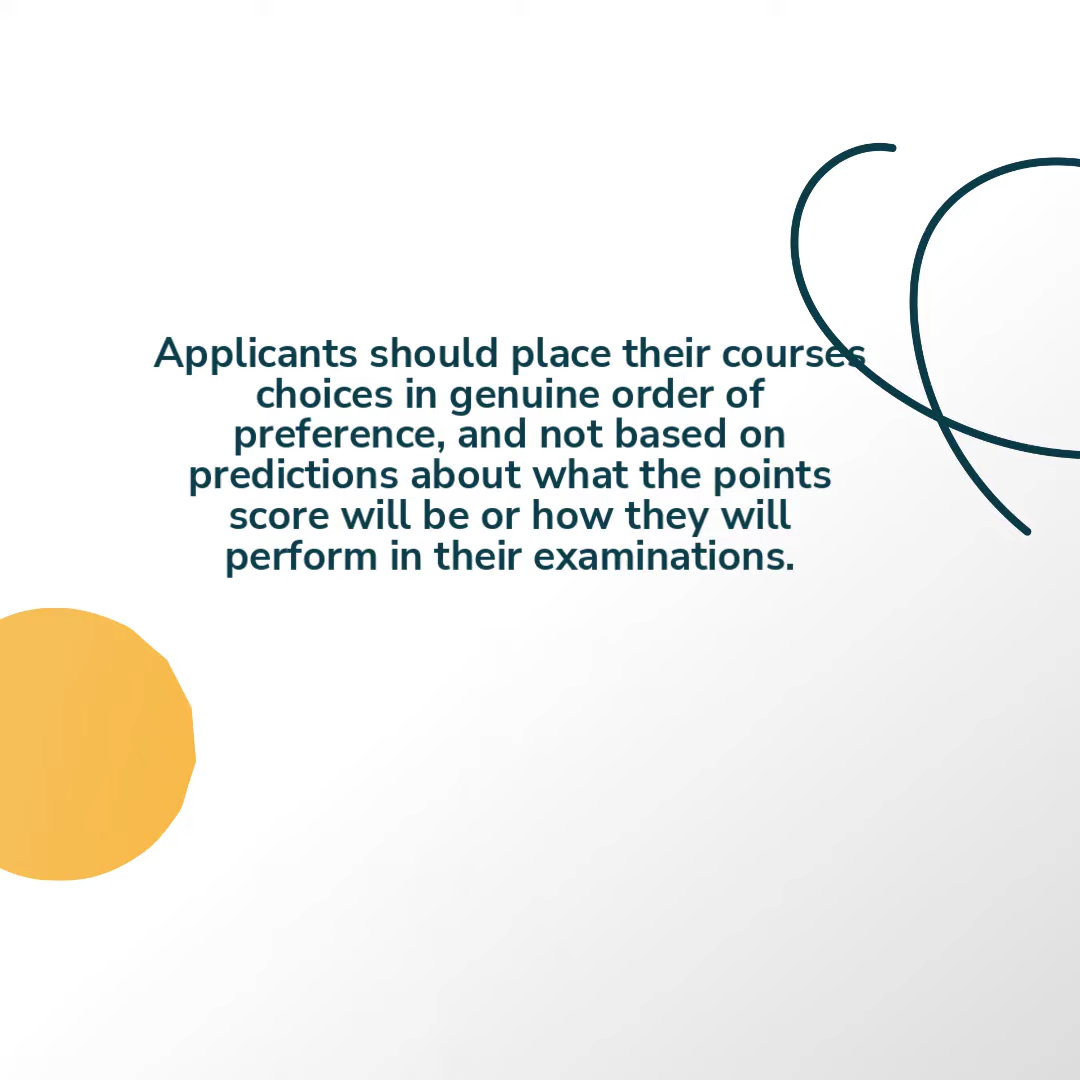 Applicants should place their courses
choices in genuine order of
preference, and not based on
predictions about what the points
score will be or how they will
perform in their examinations.